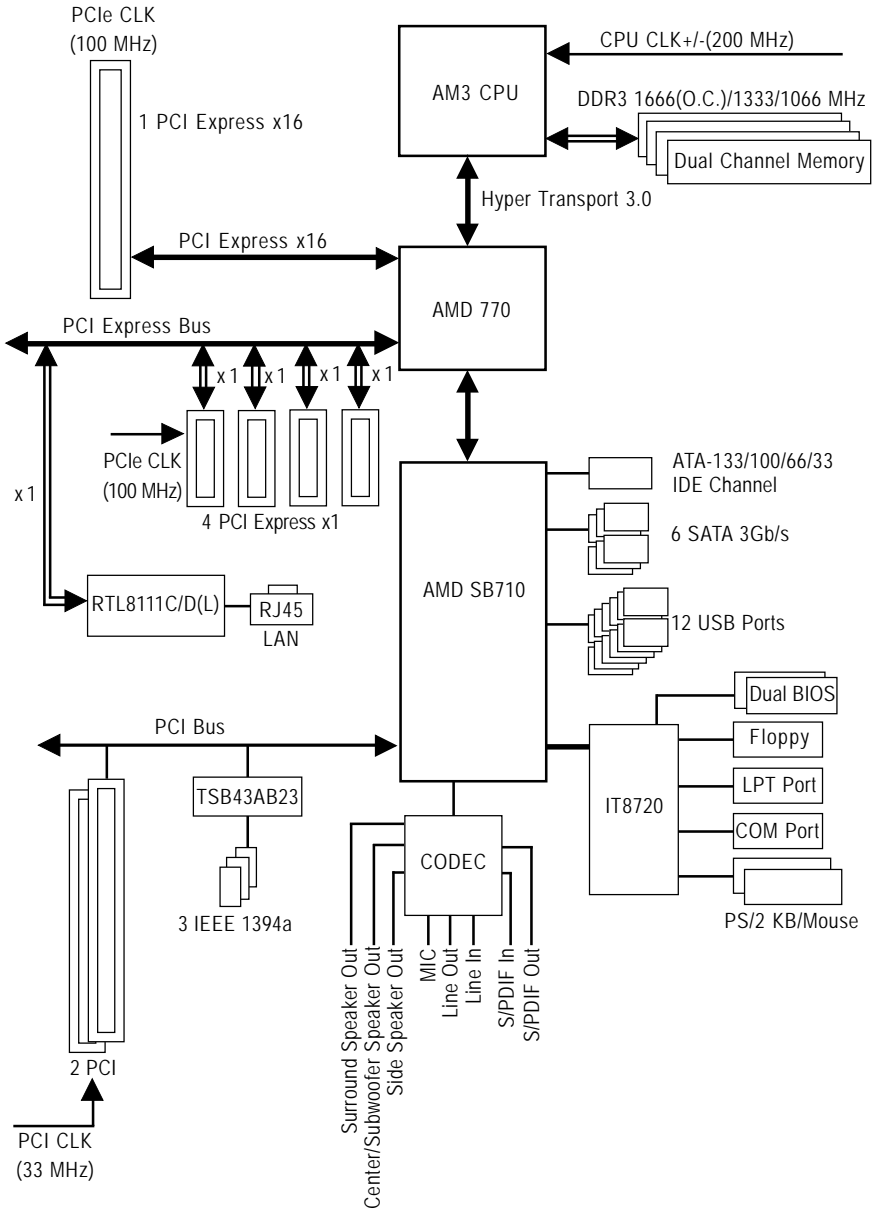 PCIe CLK
(100 MHz)
1 PCI Express x16
AM3 CPU
CPU CLK+/-(200 MHz)
DDR3 1666(O.C.)/1333/1066 MHz
Dual Channel Memory
Hyper Transport 3.0
PCI Express x16
AMD 770
PCI Express Bus
x1
x1
x1
x1
x1
PCIe CLK
(100 MHz)
4 PCI Express x1
ATA-133/100/66/33
IDE Channel
6 SATA 3Gb/s
AMD SB710
12 USB Ports
RTL8111C/D(L)
RJ45
LAN
Dual BIOS
PCI Bus
Floppy
TSB43AB23
IT8720
LPT Port
COM Port
CODEC
3 IEEE 1394a
PS/2 KB/Mouse
Surround Speaker Out
Center/Subwoofer Speaker Out
Side Speaker Out
MIC
Line Out
Line In
S/PDIF In
S/PDIF Out
2 PCI
PCI CLK
(33 MHz)